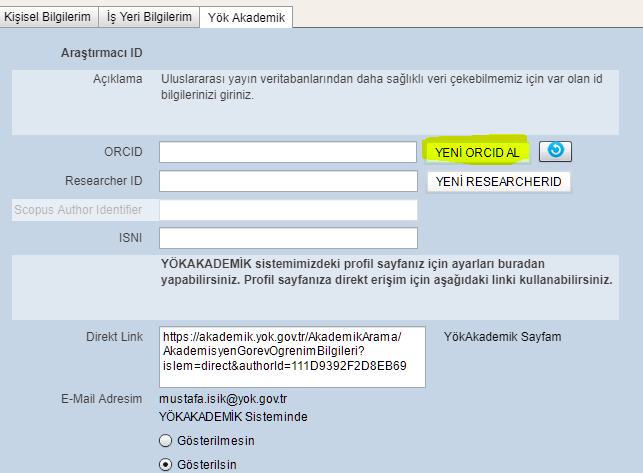 Kişisel Bilgilerim İş Yeri Bilgilerim Yök Akademik
Araştırmacı ID
Açıklama Uluslararası yayın veritabanlarından daha sağlıklı veri çekebilmemiz için var olan id
bilgilerinizi giriniz.
ORCID YENİ ORCID AL
Researcher ID YENİ RESEARCHERID
Scopus Author Identifier
ISNI
YÖKAKADEMİK sistemimizdeki profil sayfanız için ayarları buradan
yapabilirsiniz. Profil sayfanıza direkt erişim için aşağıdaki linki kullanabilirsiniz.
Direkt Link https://akademik.yok.gov.tr/AkademikArama/ YökAkademik Sayfam
AkademisyenGorevOgrenimBilgileri?
islem=direct&authorId=111D9392F2D8EB69
E-Mail Adresim mustafa.isik@yok.gov.tr
YÖKAKADEMİK Sisteminde
Gösterilmesin
Gösterilsin